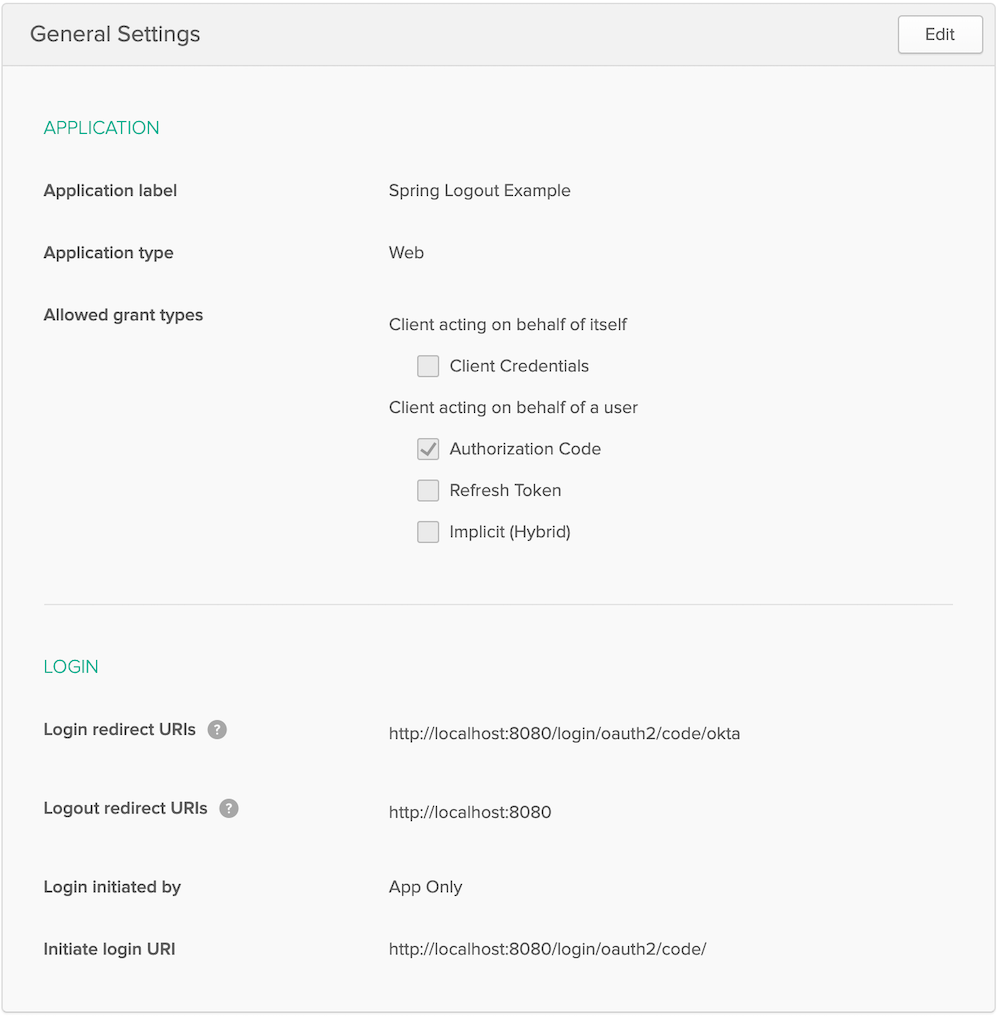 General Settings
Edit
APPLICATION
Application label
Spring Logout Example
Application type
Web
Allowed grant types
Client acting on behalf of itself
Client Credentials
Client acting on behalf of a user
Authorization Code
Refresh Token
Implicit (Hybrid)
LOGIN
Login redirect URIs ?
http://localhost:8080/login/oauth2/code/okta
Logout redirect URIs ?
http://localhost:8080
Login initiated by
App Only
Initiate login URI
http://localhost:8080/login/oauth2/code/